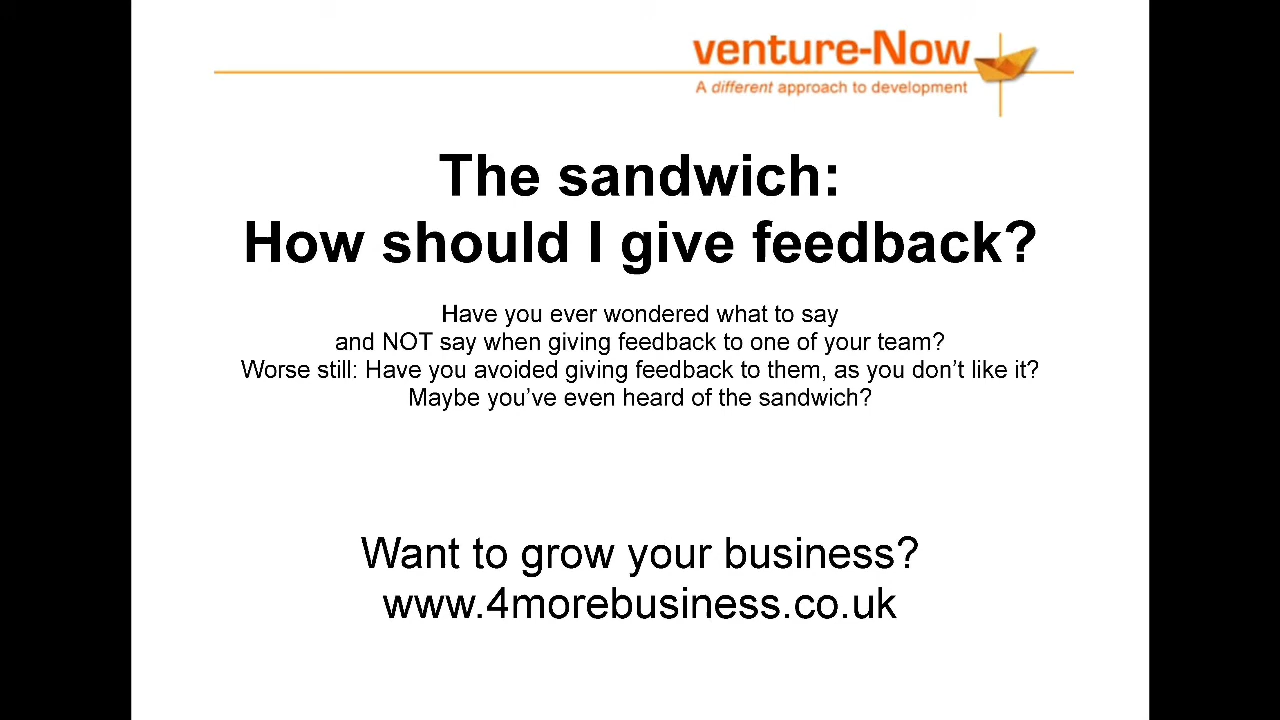 venture-Now
A different approach to development
The sandwich:
How should I give feedback?
Have you ever wondered what to say
and NOT say when giving feedback to one of your team?
Worse still: Have you avoided giving feedback to them, as you don’t like it?
Maybe you’ve even heard of the sandwich?
Want to grow your business?
www.4morebusiness.co.uk